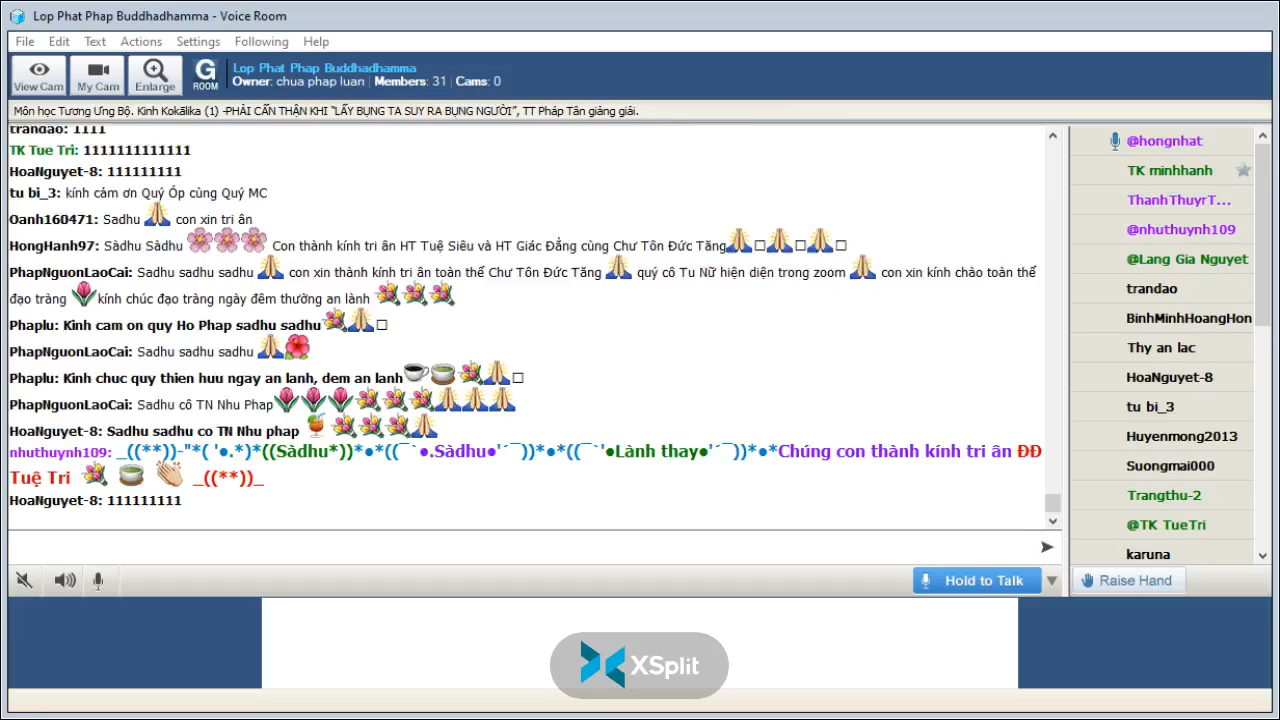 Lop Phat Phap Buddhadhamma - Voice Room
File Edit Text Actions Settings Following Help
View Cam My Cam Enlarge G ROOM
Lop Phat Phap Buddhadhamma
Owner: chua phap luan | Members: 31 | Cams: 0
Môn học Tương Ưng Bộ. Kinh Kokālika (1) -PHẢI CẨN THẬN KHI "LẤY BỤNG TA SUY RA BỤNG NGƯỜI", TT Pháp Tân giảng giải.
trandao: 1111
TK Tue Tri: 1111111111111
HoaNguyet-8: 111111111
tu bi_3: kính cảm ơn Quý Óp cùng Quý MC
Oanh160471: Sadhu 🙏 con xin tri ân
HongHanh97: Sàdhu Sàdhu 🌸🌸🌸 Con thành kính tri ân HT Tuệ Siêu và HT Giác Đẳng cùng Chư Tôn Đức Tăng🙏□🙏□🙏□
PhapNguonLaoCai: Sadhu sadhu sadhu 🙏 con xin thành kính tri ân toàn thể Chư Tôn Đức Tăng 🙏 quý cô Tu Nữ hiện diện trong zoom 🙏 con xin kính chào toàn thể
đạo tràng 🌷kính chúc đạo tràng ngày đêm thường an lành 💐💐💐
Phaplu: Kinh cam on quy Ho Phap sadhu sadhu 💐🙏□
PhapNguonLaoCai: Sadhu sadhu sadhu 🙏🌺
Phaplu: Kinh chuc quy thien huu ngay an lanh, dem an lanh☕🍵💐🙏□
PhapNguonLaoCai: Sadhu cô TN Nhu Phap🌷🌷🌷💐💐💐🙏🙏🙏
HoaNguyet-8: Sadhu sadhu co TN Nhu phap 🍹💐💐💐🙏
nhuthuynh109: _((**))-"*( '●.*)*((Sàdhu*))*●*((¯`●.Sàdhu●'´¯))*●*((¯`'●Lành thay●'´¯))*●*Chúng con thành kính tri ân ĐĐ
Tuệ Tri 💐 🍵 👏 _((**))_
HoaNguyet-8: 111111111
Hold to Talk
@hongnhat
TK minhhanh
ThanhThuyrT...
@nhuthuynh109
@Lang Gia Nguyet
trandao
BinhMinhHoangHon
Thy an lac
HoaNguyet-8
tu bi_3
Huyenmong2013
Suongmai000
Trangthu-2
@TK TueTri
karuna
Raise Hand
XSplit